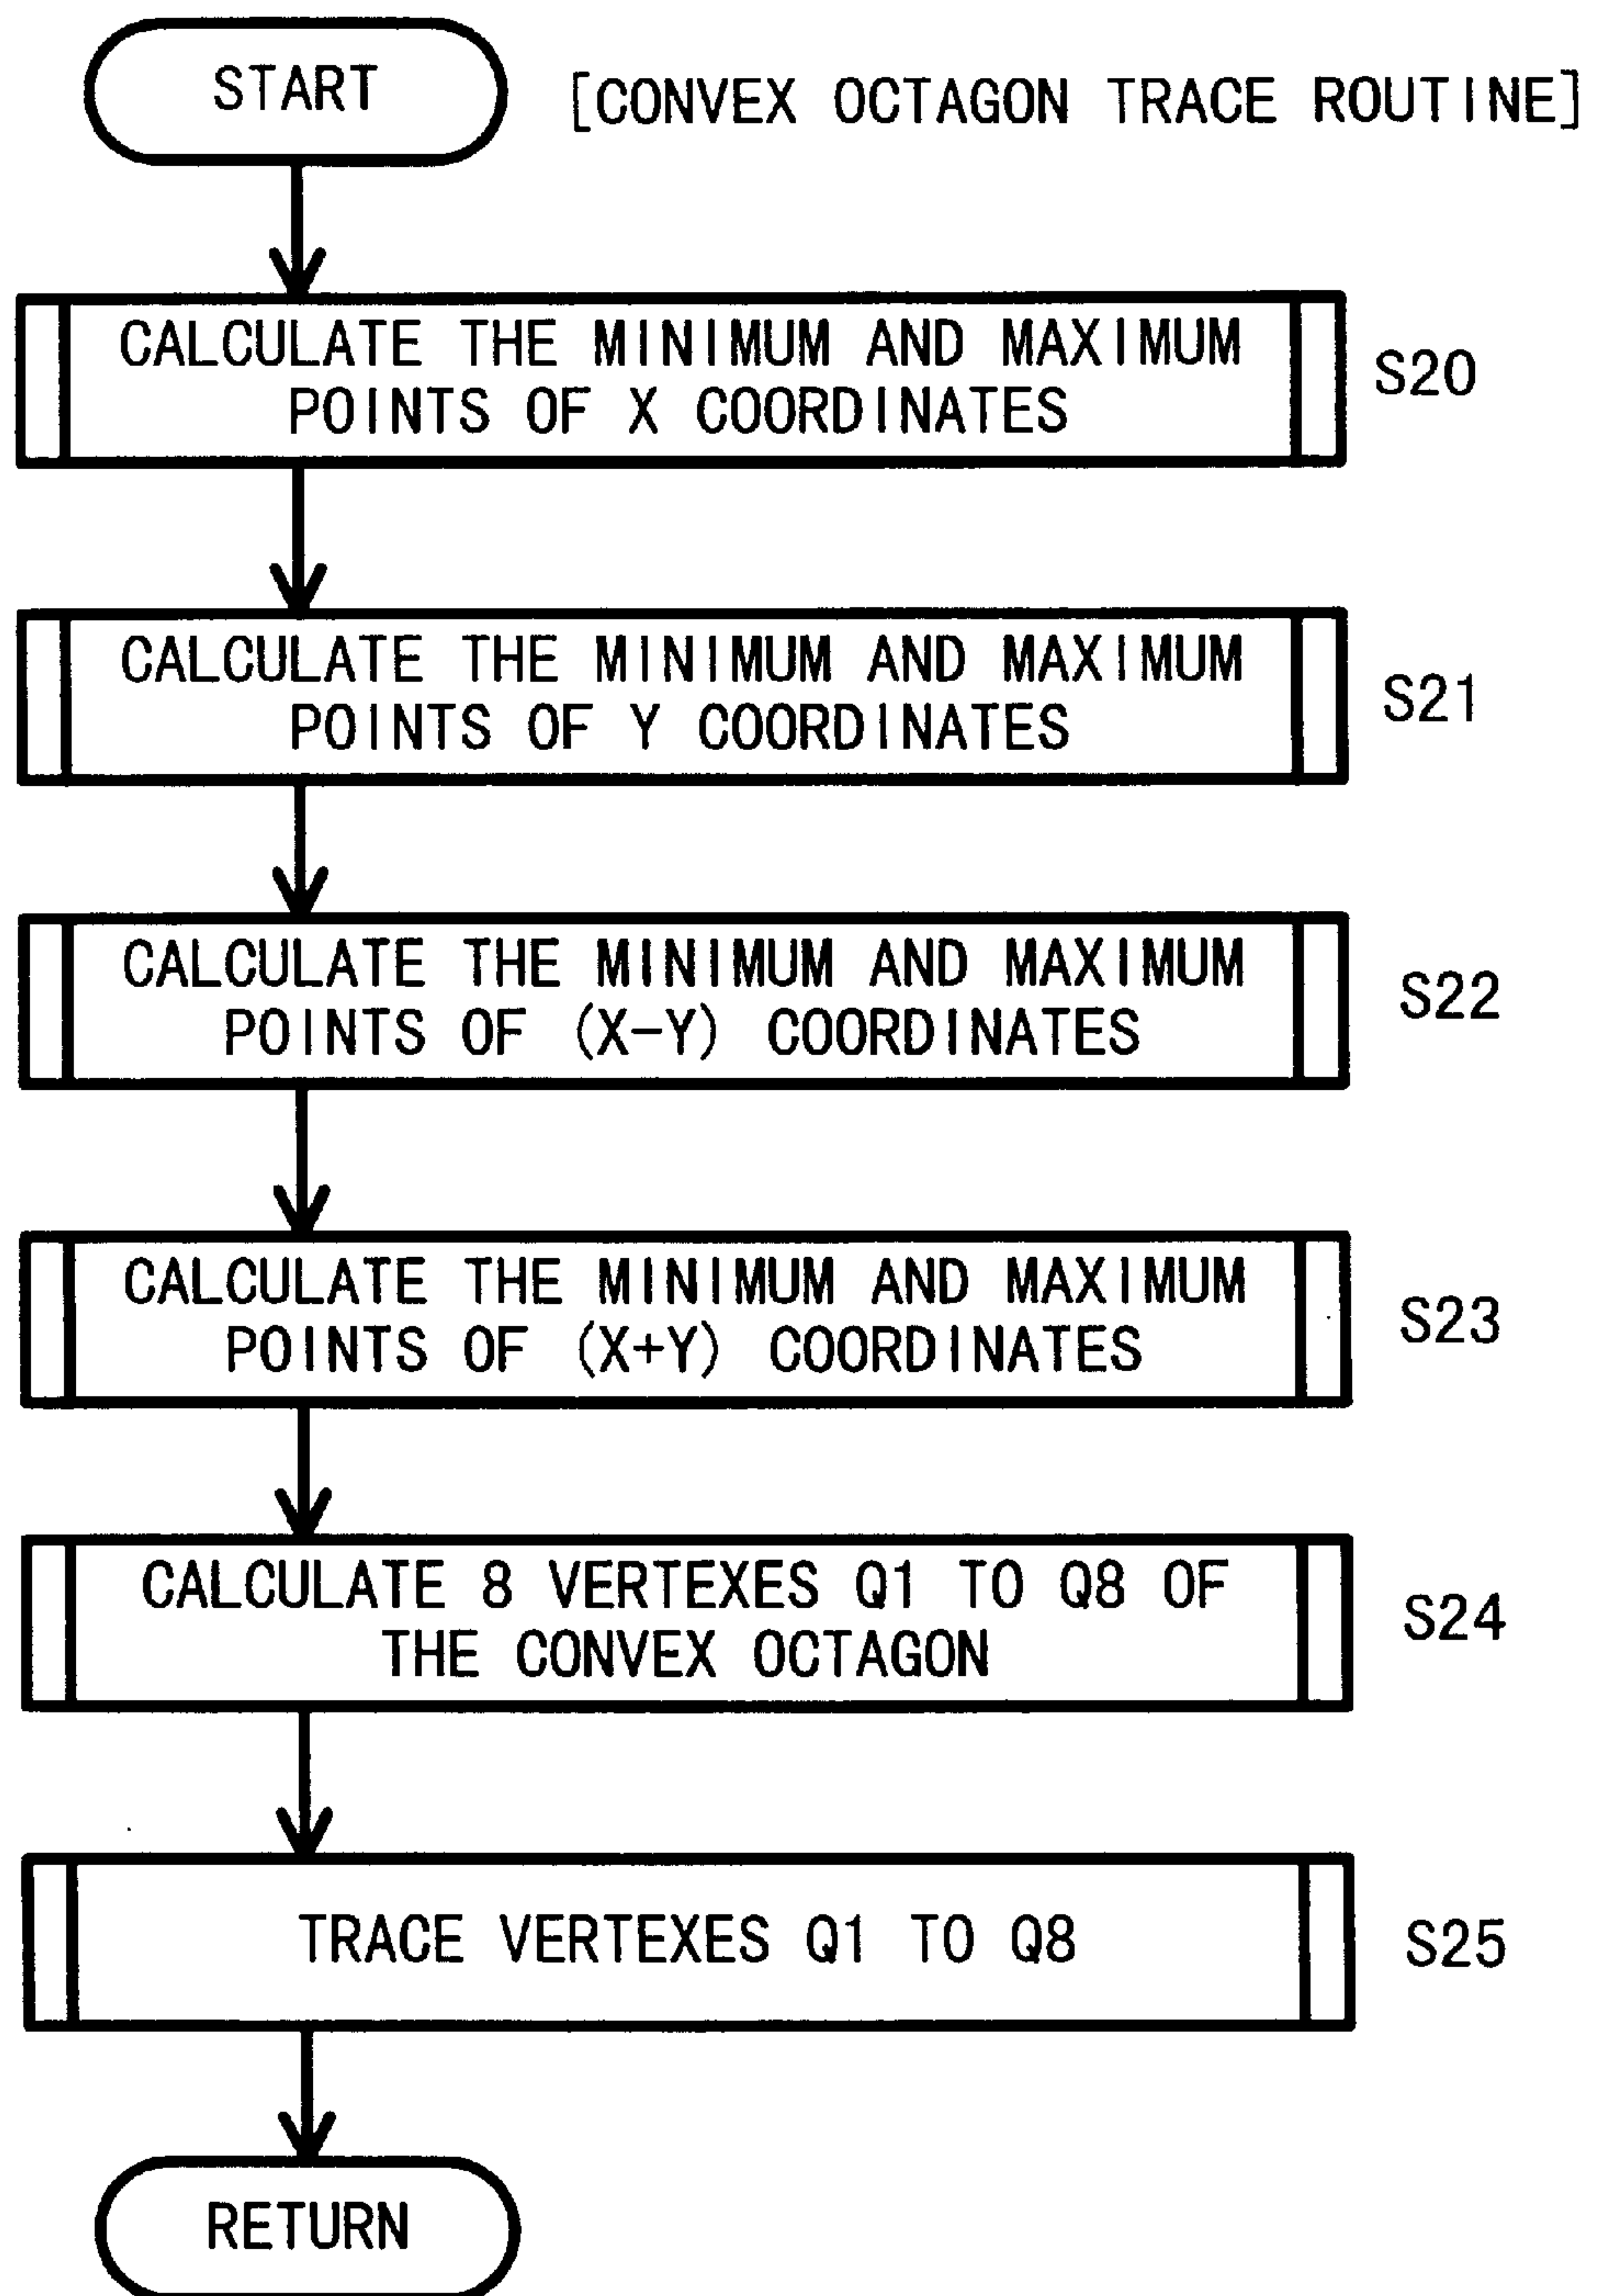 START
[CONVEX OCTAGON TRACE ROUTINE]
CALCULATE THE MINIMUM AND MAXIMUM
POINTS OF X COORDINATES
S20
CALCULATE THE MINIMUM AND MAXIMUM
POINTS OF Y COORDINATES
S21
CALCULATE THE MINIMUM AND MAXIMUM
POINTS OF (X-Y) COORDINATES
S22
CALCULATE THE MINIMUM AND MAXIMUM
POINTS OF (X+Y) COORDINATES
S23
CALCULATE 8 VERTEXES Q1 TO Q8 OF
THE CONVEX OCTAGON
S24
TRACE VERTEXES Q1 TO Q8
S25
RETURN